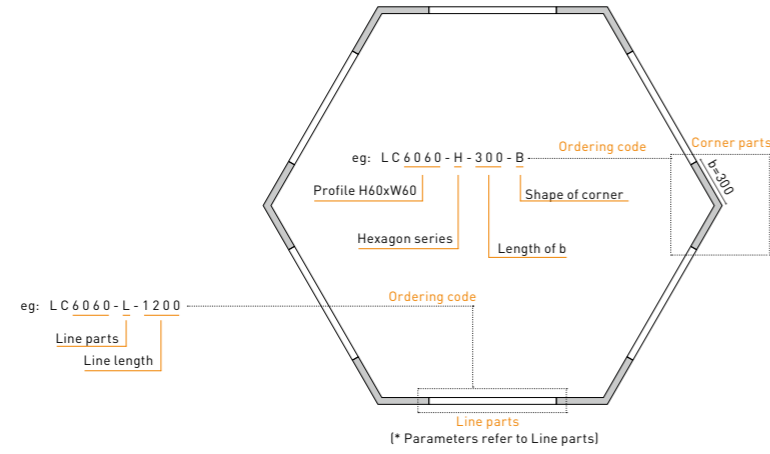 Ordering code
Corner parts
eg: LC6060-H-300-B
b=300
Profile H60xW60
Shape of corner
Hexagon series
Length of b
eg: LC6060-L-1200
Ordering code
Line parts
Line length
Line parts
(* Parameters refer to Line parts)